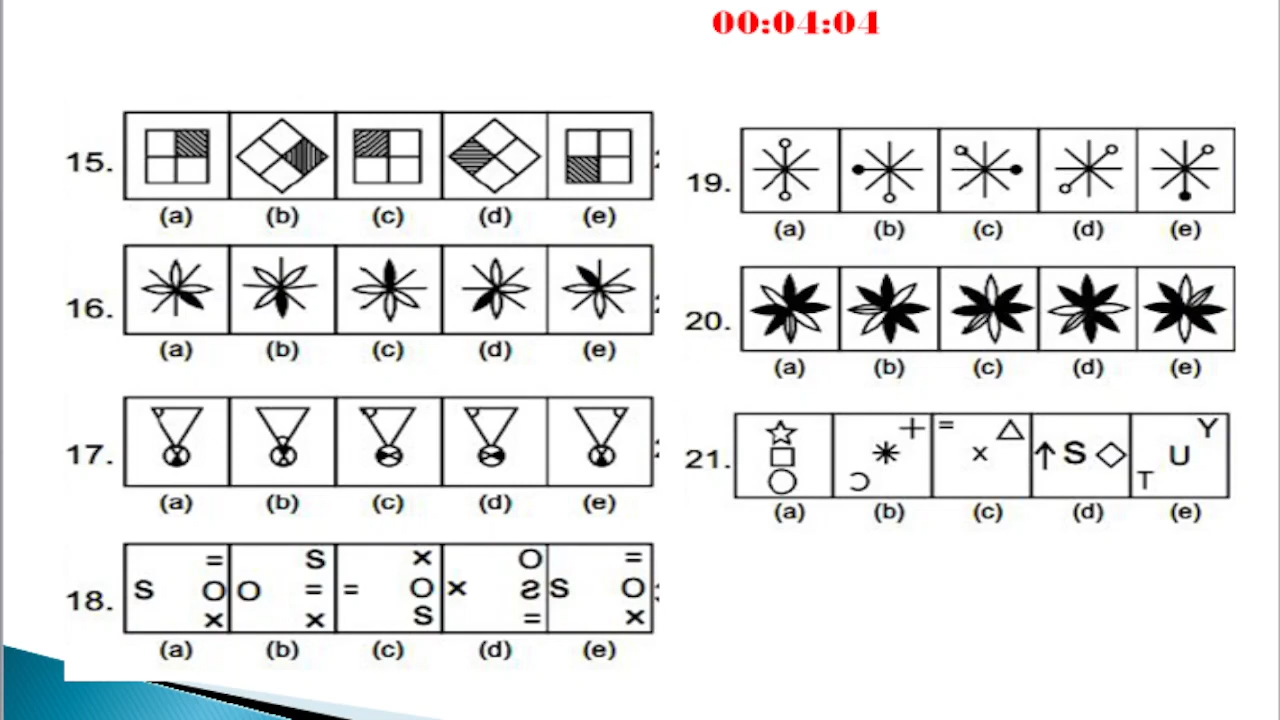 00:04:04
15.
(a) (b) (c) (d) (e)
16.
(a) (b) (c) (d) (e)
17.
(a) (b) (c) (d) (e)
18.
= S x O =
S O O = = O x S S O
x x S = x
(a) (b) (c) (d) (e)
19.
(a) (b) (c) (d) (e)
20.
(a) (b) (c) (d) (e)
21.
+ = Y
x ↑ S U
T
(a) (b) (c) (d) (e)